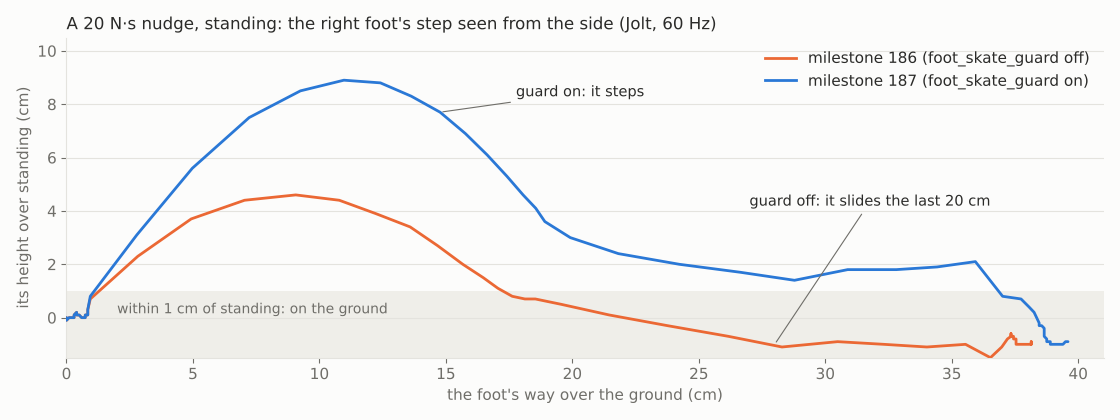 A 20 N·s nudge, standing: the right foot's step seen from the side (Jolt, 60 Hz)
milestone 186 (foot_skate_guard off)
milestone 187 (foot_skate_guard on)
guard on: it steps
guard off: it slides the last 20 cm
within 1 cm of standing: on the ground
its height over standing (cm)
10
8
6
4
2
0
0 5 10 15 20 25 30 35 40
the foot's way over the ground (cm)